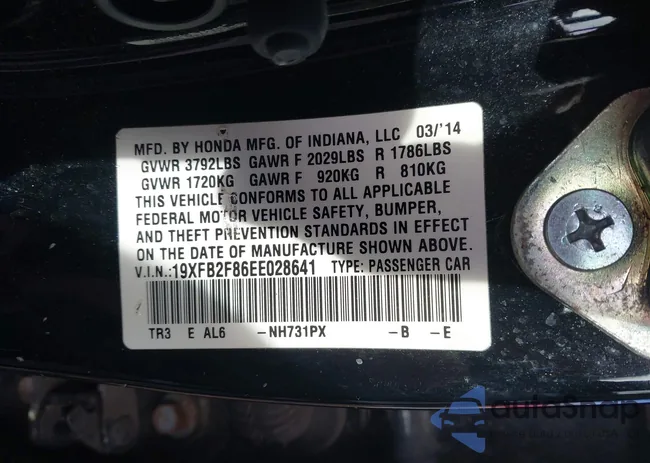 MFD. BY HONDA MFG. OF INDIANA, LLC 03/'14
GVWR 3792LBS GAWR F 2029LBS R 1786LBS
GVWR 1720KG GAWR F 920KG R 810KG
THIS VEHICLE CONFORMS TO ALL APPLICABLE
FEDERAL MOTOR VEHICLE SAFETY, BUMPER,
AND THEFT PREVENTION STANDARDS IN EFFECT
ON THE DATE OF MANUFACTURE SHOWN ABOVE.
V.I.N.:19XFB2F86EE028641 TYPE: PASSENGER CAR
TR3 E AL6 -NH731PX -B -E
autoSnap